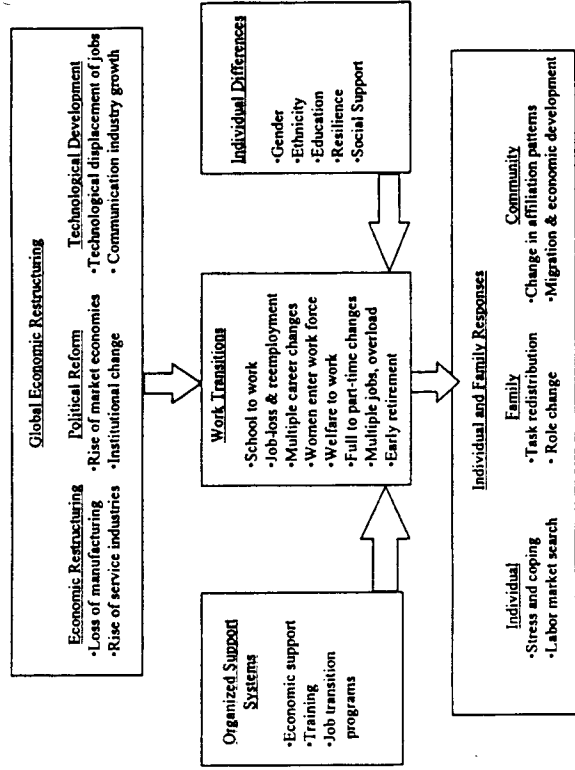 Global Economic Restructuring
Economic Restructuring
•Loss of manufacturing
•Rise of service industries
Political Reform
•Rise of market economies
•Institutional change
Technological Development
•Technological displacement of jobs
• Communication industry growth
Organized Support
Systems
•Economic support
•Training
•Job transition
programs
Work Transitions
•School to work
•Job-loss & reemployment
•Multiple career changes
•Women enter work force
•Welfare to work
•Full to part-time changes
•Multiple jobs, overload
•Early retirement
Individual Differences
•Gender
•Ethnicity
•Education
•Resilience
•Social Support
Individual and Family Responses
Individual
•Stress and coping
•Labor market search
Family
•Task redistribution
• Role change
Community
•Change in affiliation patterns
•Migration & economic development